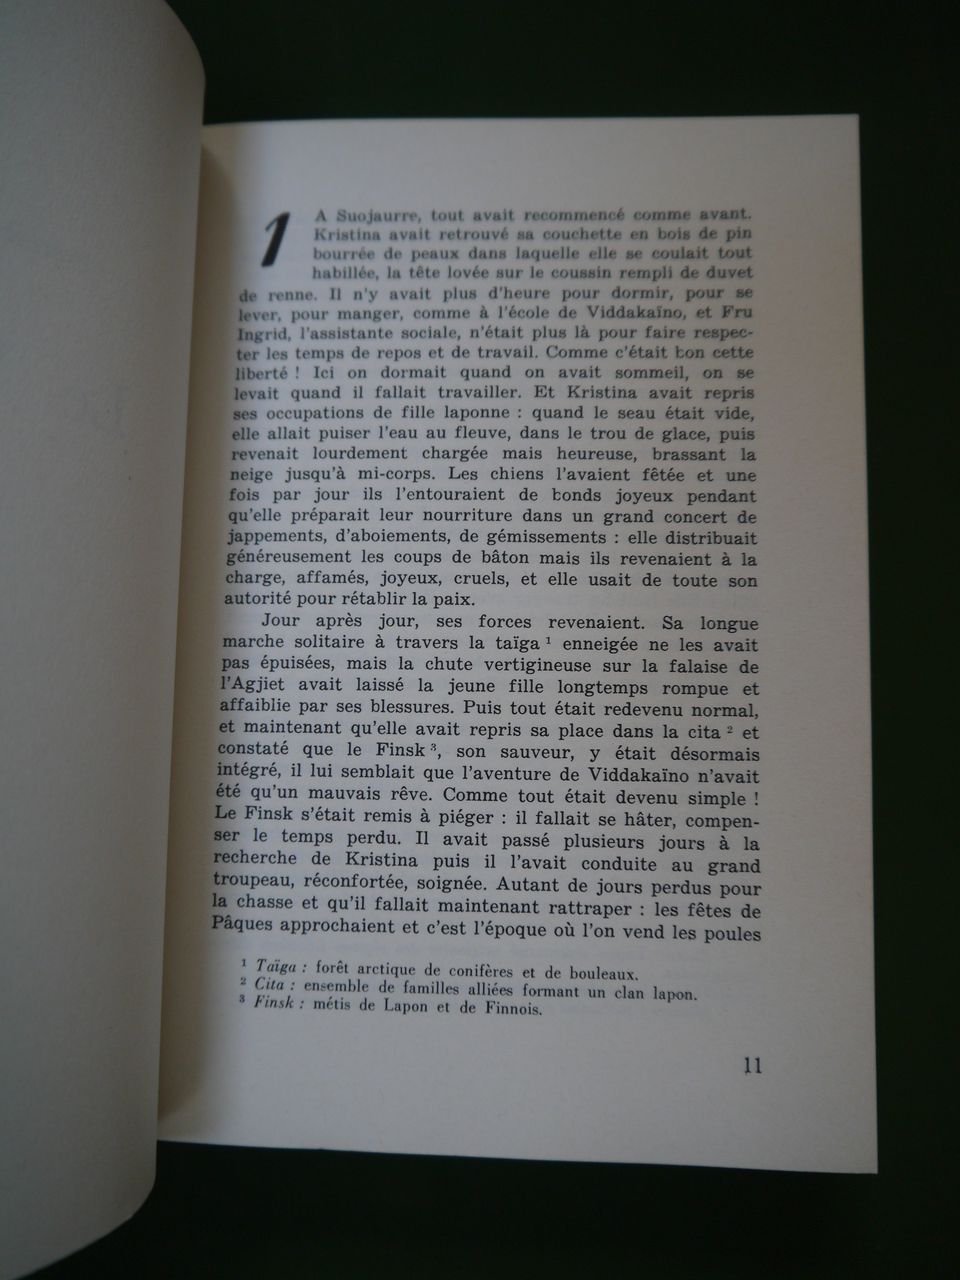 1
A Suojaurre, tout avait recommencé comme avant.
Kristina avait retrouvé sa couchette en bois de pin
bourrée de peaux dans laquelle elle se coulait tout
habillée, la tête lovée sur le coussin rempli de duvet
de renne. Il n'y avait plus d'heure pour dormir, pour se
lever, pour manger, comme à l'école de Viddakaïno, et Fru
Ingrid, l'assistante sociale, n'était plus là pour faire respec-
ter les temps de repos et de travail. Comme c'était bon cette
liberté ! Ici on dormait quand on avait sommeil, on se
levait quand il fallait travailler. Et Kristina avait repris
ses occupations de fille laponne : quand le seau était vide,
elle allait puiser l'eau au fleuve, dans le trou de glace, puis
revenait lourdement chargée mais heureuse, brassant la
neige jusqu'à mi-corps. Les chiens l'avaient fêtée et une
fois par jour ils l'entouraient de bonds joyeux pendant
qu'elle préparait leur nourriture dans un grand concert de
jappements, d'aboiements, de gémissements : elle distribuait
généreusement les coups de bâton mais ils revenaient à la
charge, affamés, joyeux, cruels, et elle usait de toute son
autorité pour rétablir la paix.
Jour après jour, ses forces revenaient. Sa longue
marche solitaire à travers la taïga ¹ enneigée ne les avait
pas épuisées, mais la chute vertigineuse sur la falaise de
l'Agjiet avait laissé la jeune fille longtemps rompue et
affaiblie par ses blessures. Puis tout était redevenu normal,
et maintenant qu'elle avait repris sa place dans la cita ² et
constaté que le Finsk ³, son sauveur, y était désormais
intégré, il lui semblait que l'aventure de Viddakaïno n'avait
été qu'un mauvais rêve. Comme tout était devenu simple !
Le Finsk s'était remis à piéger : il fallait se hâter, compen-
ser le temps perdu. Il avait passé plusieurs jours à la
recherche de Kristina puis il l'avait conduite au grand
troupeau, réconfortée, soignée. Autant de jours perdus pour
la chasse et qu'il fallait maintenant rattraper : les fêtes de
Pâques approchaient et c'est l'époque où l'on vend les poules
¹ Taïga : forêt arctique de conifères et de bouleaux.
² Cita : ensemble de familles alliées formant un clan lapon.
³ Finsk : métis de Lapon et de Finnois.
11